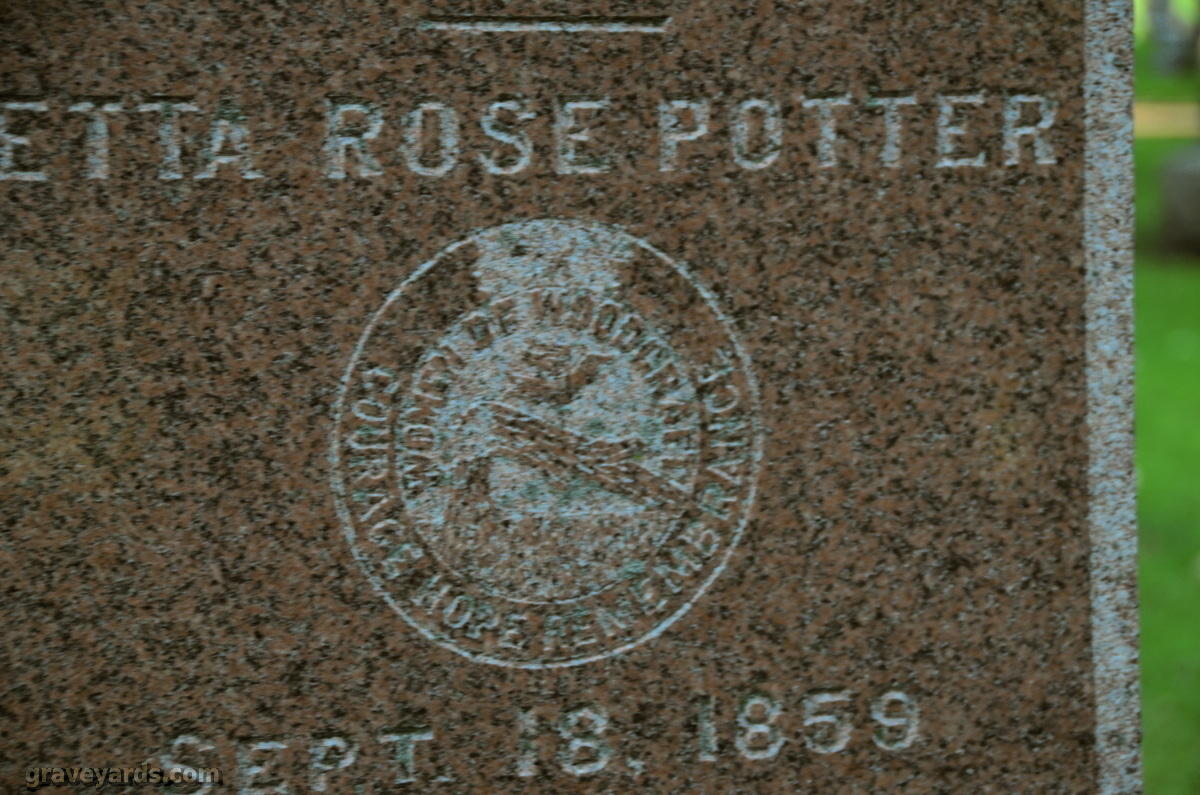 ETTA ROSE POTTER
WOMEN OF WOODCRAFT
COURAGE HOPE REMEMBRANCE
SEPT. 18, 1859
graveyards.com